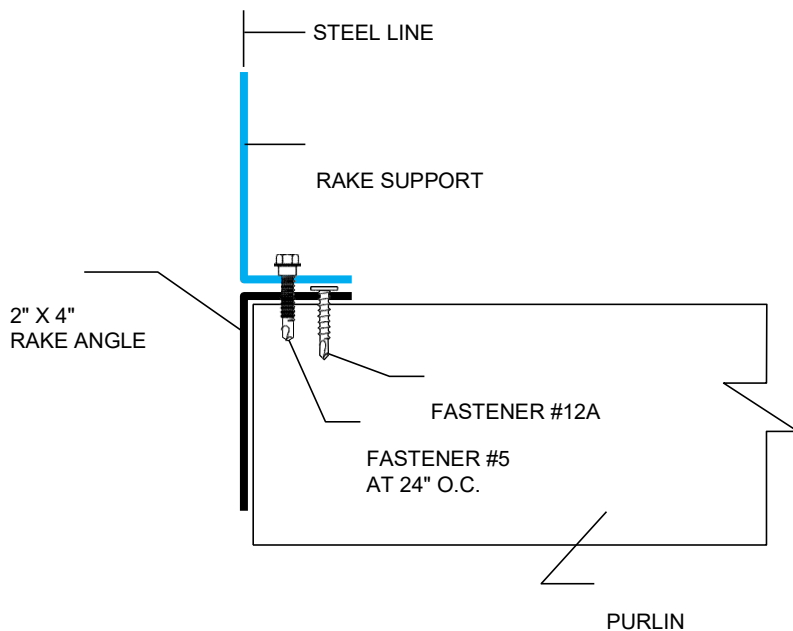 STEEL LINE
RAKE SUPPORT
2" X 4"
RAKE ANGLE
FASTENER #12A
FASTENER #5
AT 24" O.C.
PURLIN